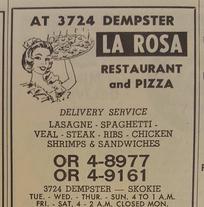 AT 3724 DEMPSTER
LA ROSA
RESTAURANT
and PIZZA
DELIVERY SERVICE
LASAGNE - SPAGHETTI -
VEAL - STEAK - RIBS - CHICKEN
SHRIMPS & SANDWICHES
OR 4-8977
OR 4-9161
3724 DEMPSTER — SKOKIE
TUE. - WED. - THUR. - SUN. 4 TO 1 A.M.
FRI. - SAT. 4 - 2 A.M. CLOSED MON.